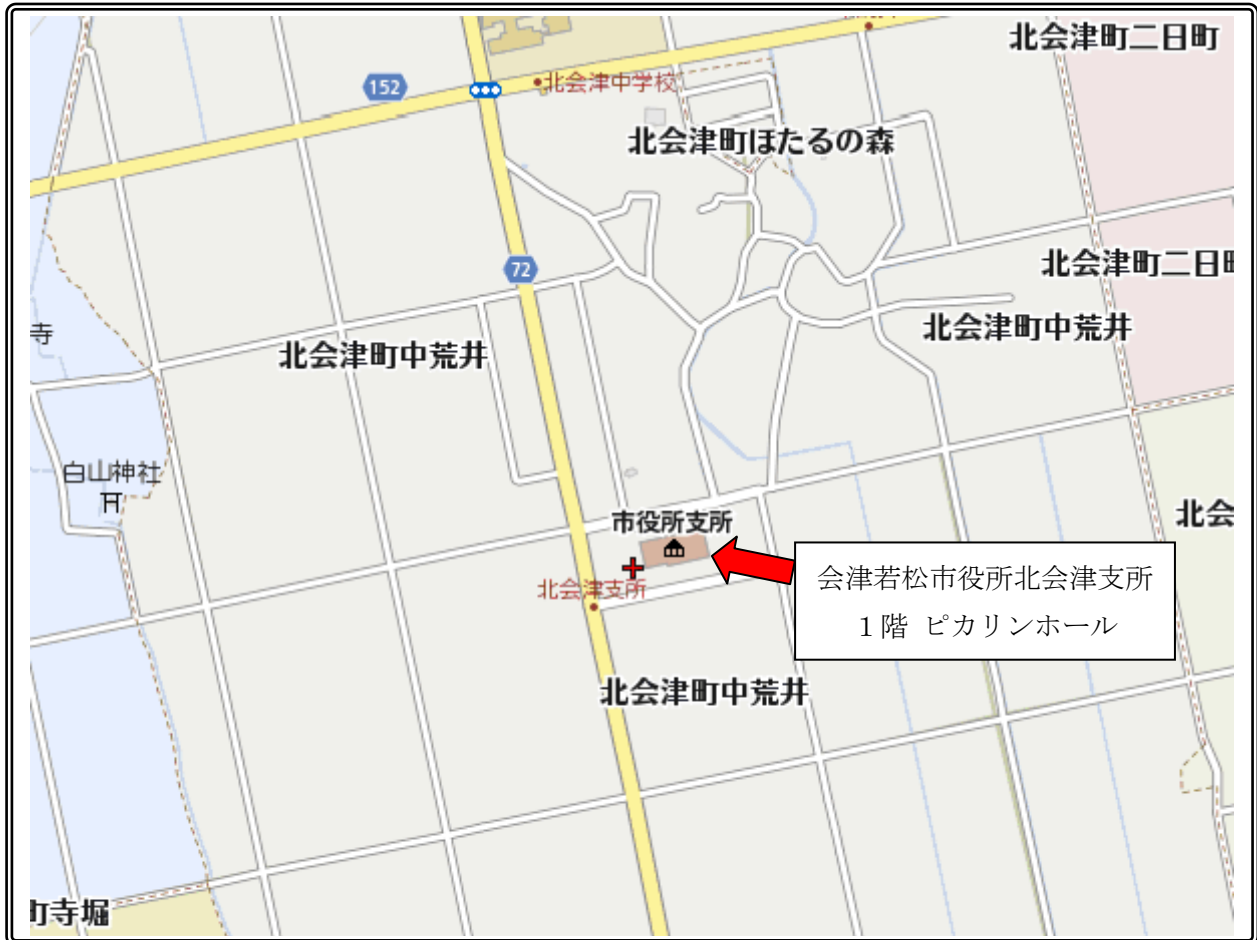 北会津町二日町
152
北会津中学校
北会津町ほたるの森
72
北会津町二日町
寺
北会津町中荒井
北会津町中荒井
白山神社
北会
市役所支所
会津若松市役所北会津支所
1階 ピカリンホール
北会津支所
北会津町中荒井
町寺堀